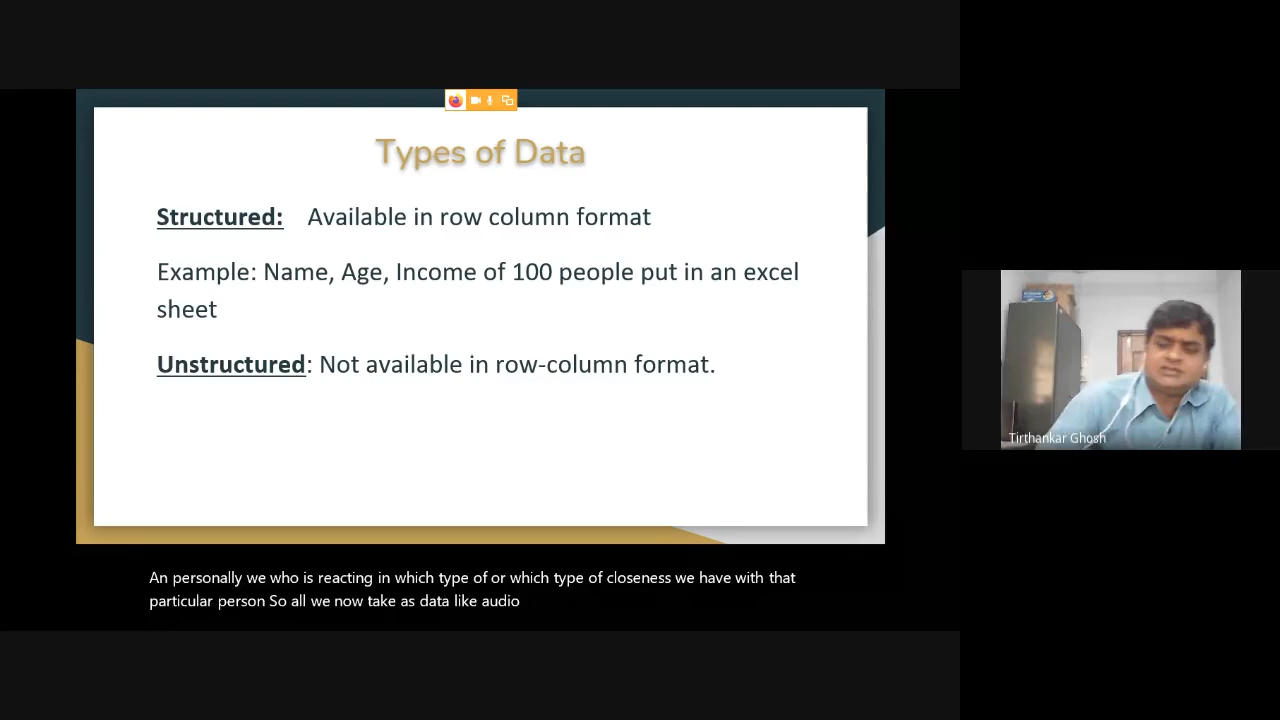 Types of Data
Structured: Available in row column format
Example: Name, Age, Income of 100 people put in an excel
sheet
Unstructured: Not available in row-column format.
Tirthankar Ghosh
An personally we who is reacting in which type of or which type of closeness we have with that
particular person So all we now take as data like audio